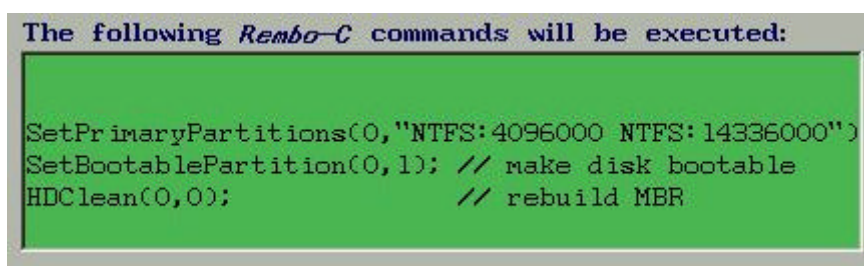 The following Rembo-C commands will be executed:
SetPrimaryPartitions(0,"NTFS:4096000 NTFS:14336000")
SetBootablePartition(0,1); // make disk bootable
HDClean(0,0); // rebuild MBR